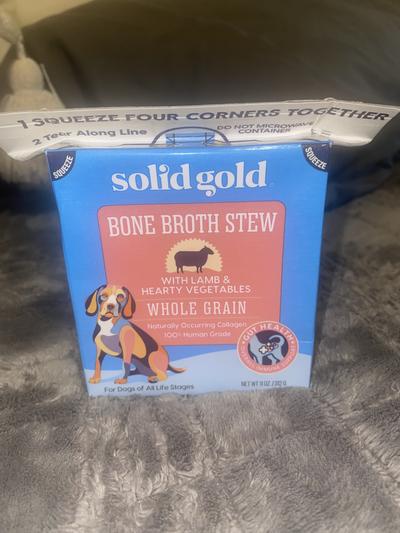 1 SQUEEZE FOUR CORNERS TOGETHER
2 Tear Along Line
DO NOT MICROWAVE
CONTAINER
SQUEEZE
SQUEEZE
solid gold
BONE BROTH STEW
WITH LAMB &
HEARTY VEGETABLES
WHOLE GRAIN
Naturally Occurring Collagen
100% Human Grade
GUT HEALTH
For Dogs of All Life Stages
NET WT 11 OZ. (312 G)